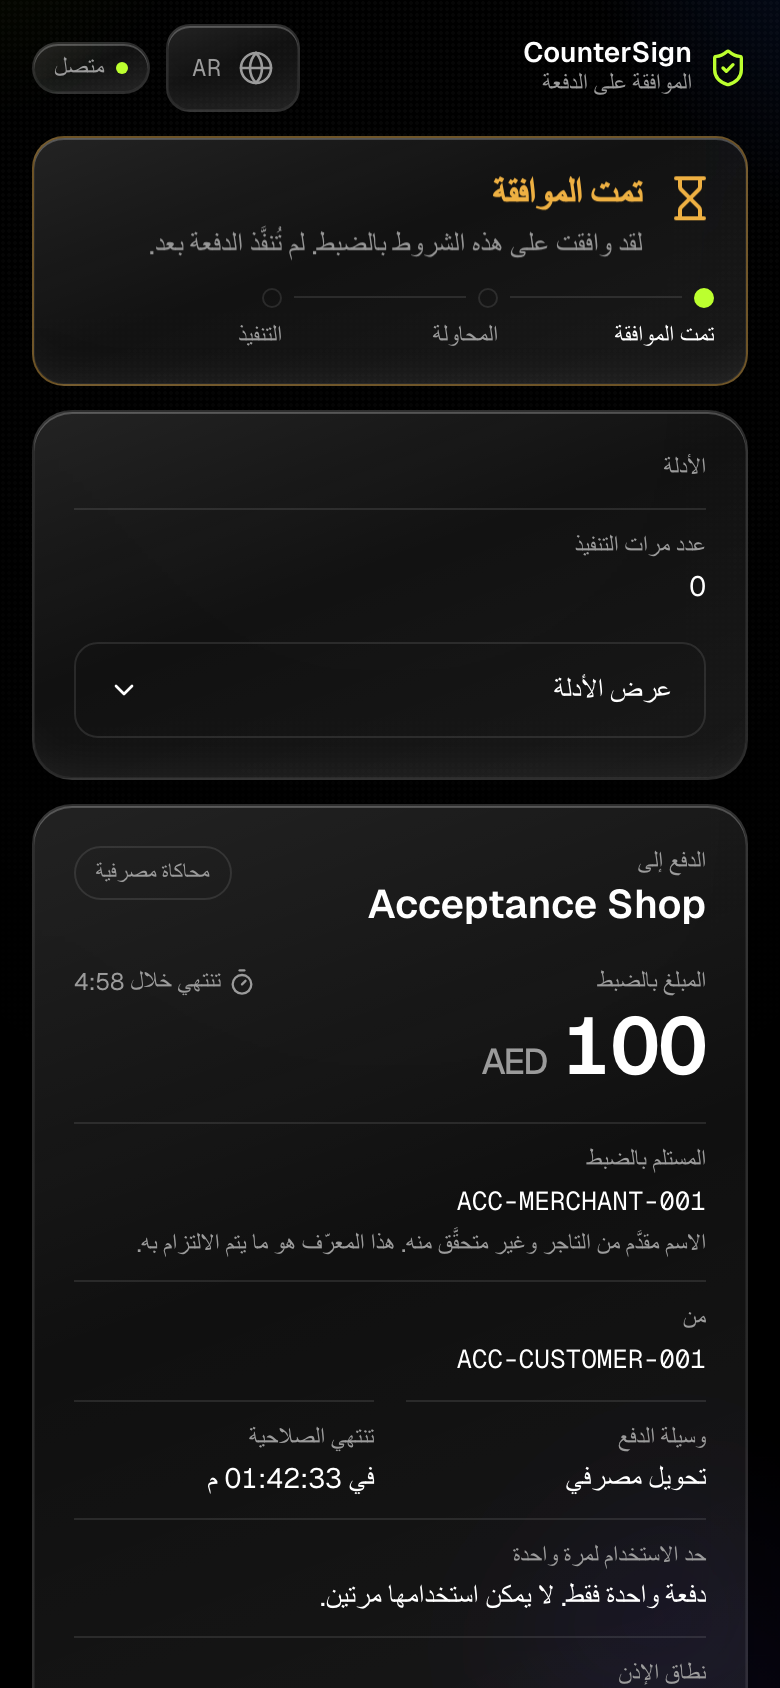 CounterSign
الموافقة على الدفعة
AR
متصل
تمت الموافقة
لقد وافقت على هذه الشروط بالضبط. لم تُنفَّذ الدفعة بعد.
تمت الموافقة
المحاولة
التنفيذ
الأدلة
عدد مرات التنفيذ
0
عرض الأدلة
الدفع إلى
محاكاة مصرفية
Acceptance Shop
المبلغ بالضبط
تنتهي خلال 4:58
100 AED
المستلم بالضبط
ACC-MERCHANT-001
الاسم مقدَّم من التاجر وغير متحقَّق منه. هذا المعرّف هو ما يتم الالتزام به.
من
ACC-CUSTOMER-001
وسيلة الدفع
تحويل مصرفي
تنتهي الصلاحية
في 01:42:33 م
حد الاستخدام لمرة واحدة
دفعة واحدة فقط. لا يمكن استخدامها مرتين.
نطاق الإذن